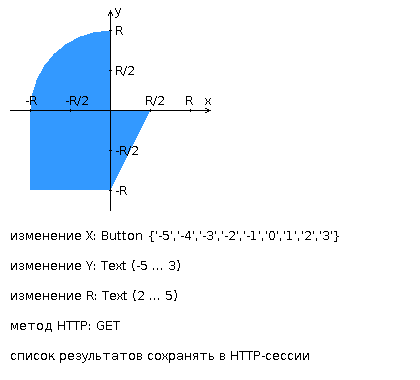 y
R
R/2
-R -R/2 R/2 R x
-R/2
-R
изменение X: Button {'-5','-4','-3','-2','-1','0','1','2','3'}
изменение Y: Text (-5 ... 3)
изменение R: Text (2 ... 5)
метод HTTP: GET
список результатов сохранять в HTTP-сессии